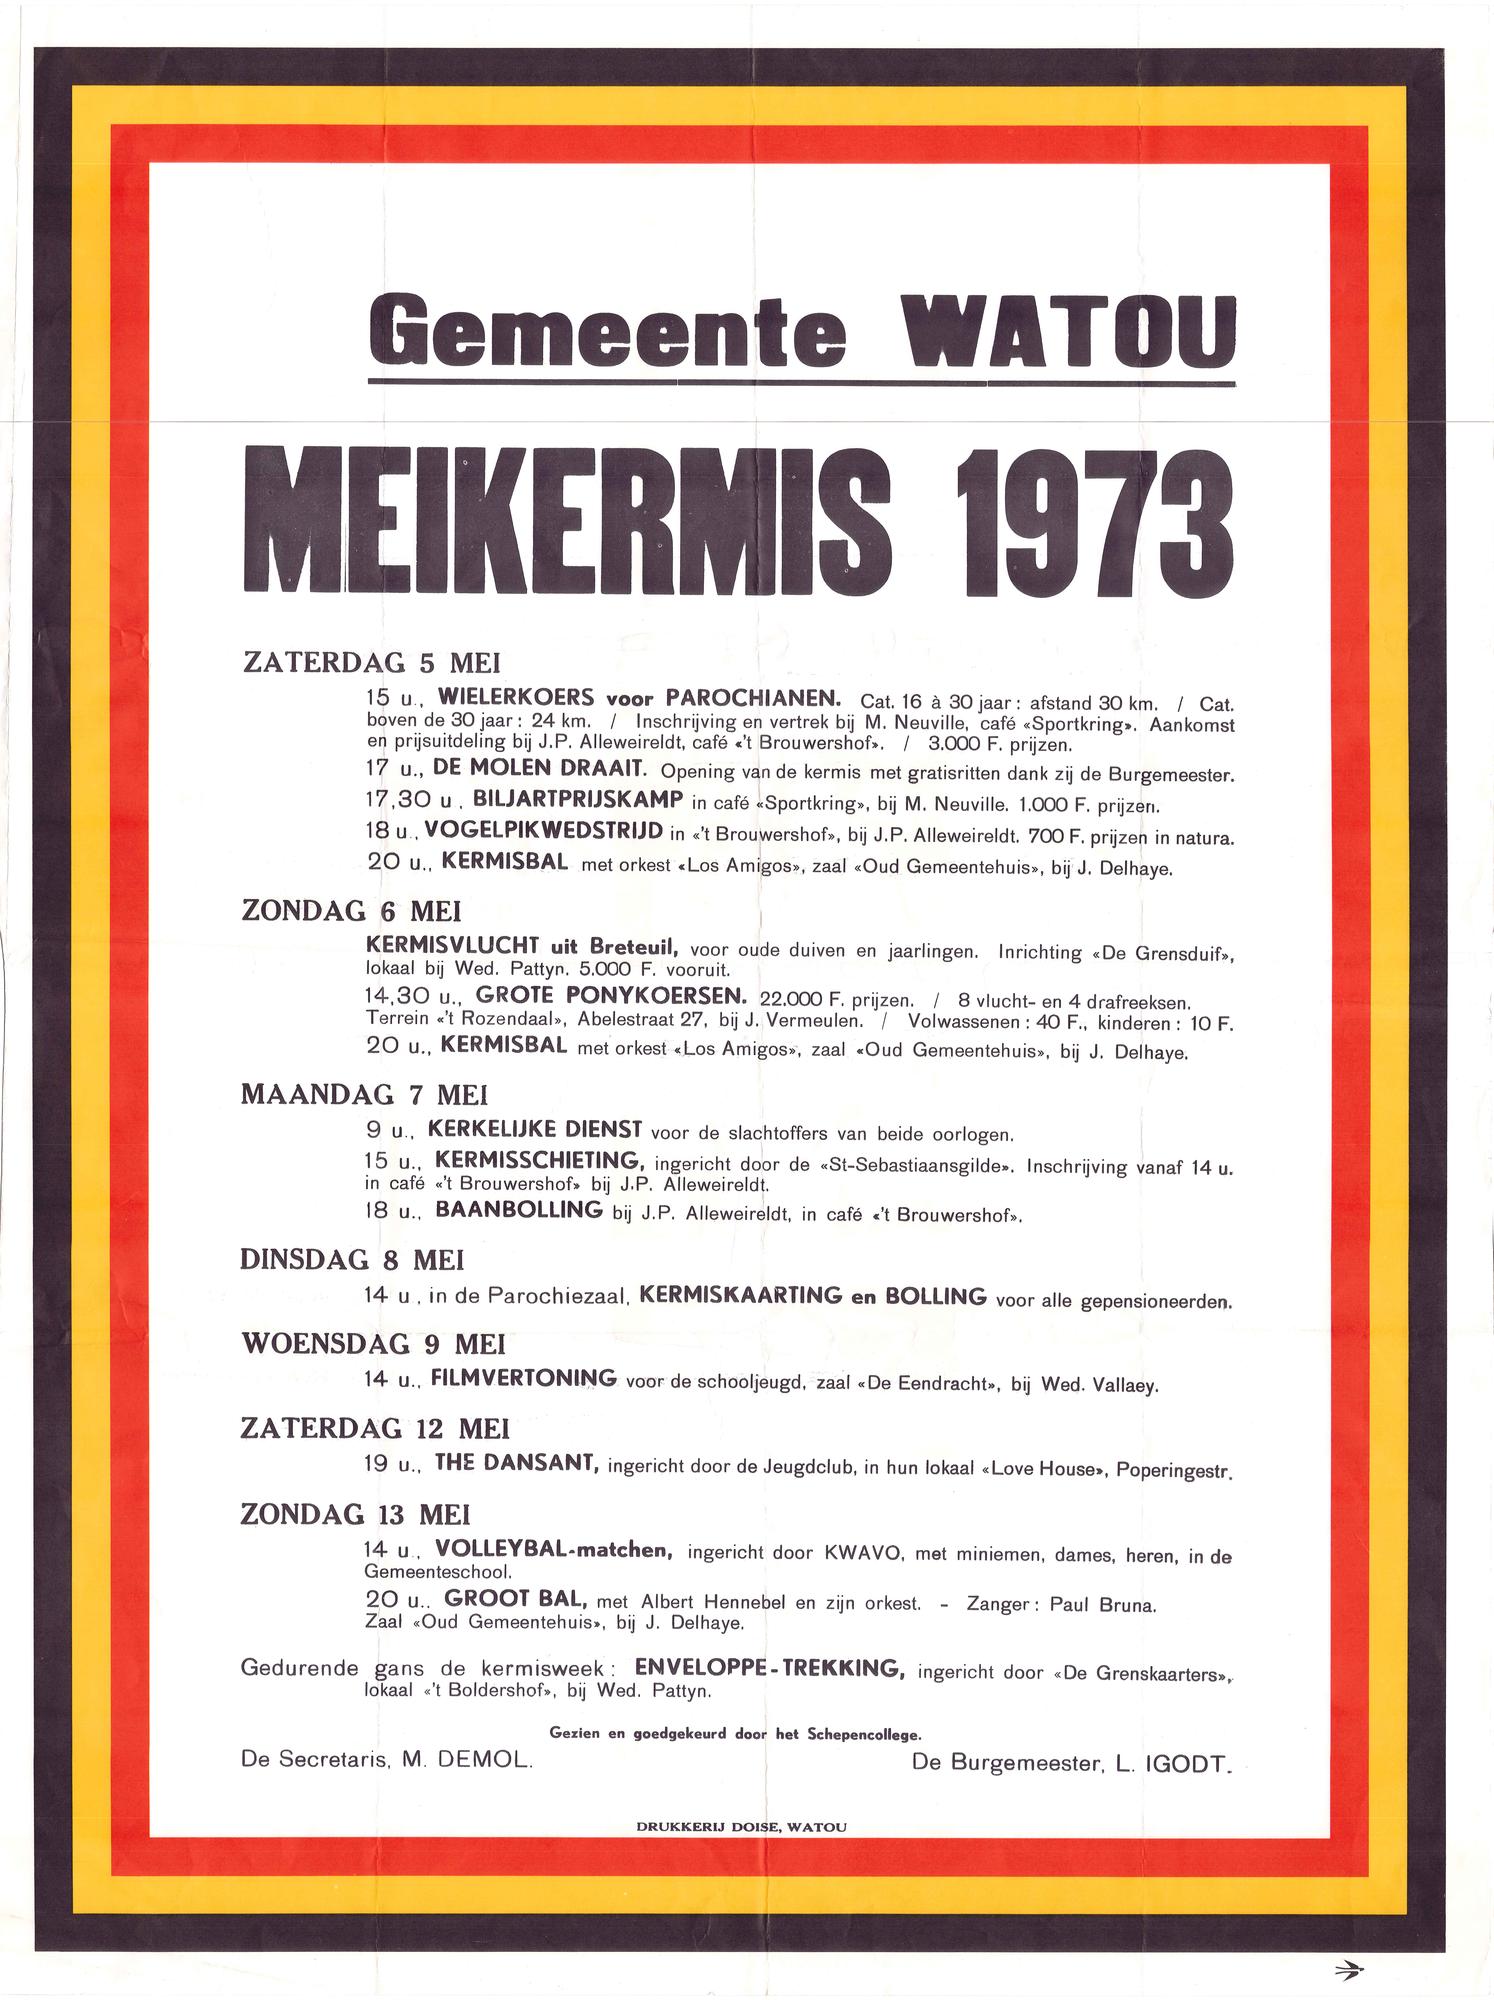 Gemeente WATOU
MEIKERMIS 1973
ZATERDAG 5 MEI
15 u., WIELERKOERS voor PAROCHIANEN. Cat. 16 à 30 jaar : afstand 30 km. / Cat.
boven de 30 jaar : 24 km. / Inschrijving en vertrek bij M. Neuville, café «Sportkring». Aankomst
en prijsuitdeling bij J.P. Alleweireldt, café «'t Brouwershof». / 3.000 F. prijzen.
17 u., DE MOLEN DRAAIT. Opening van de kermis met gratisritten dank zij de Burgemeester.
17,30 u., BILJARTPRIJSKAMP in café «Sportkring», bij M. Neuville. 1.000 F. prijzen.
18 u., VOGELPIKWEDSTRIJD in «'t Brouwershof», bij J.P. Alleweireldt. 700 F. prijzen in natura.
20 u., KERMISBAL met orkest «Los Amigos», zaal «Oud Gemeentehuis», bij J. Delhaye.
ZONDAG 6 MEI
KERMISVLUCHT uit Breteuil, voor oude duiven en jaarlingen. Inrichting «De Grensduif»,
lokaal bij Wed. Pattyn. 5.000 F. vooruit.
14,30 u., GROTE PONYKOERSEN. 22.000 F. prijzen. / 8 vlucht- en 4 drafreeksen.
Terrein «'t Rozendaal», Abelestraat 27, bij J. Vermeulen. / Volwassenen : 40 F., kinderen : 10 F.
20 u., KERMISBAL met orkest «Los Amigos», zaal «Oud Gemeentehuis», bij J. Delhaye.
MAANDAG 7 MEI
9 u., KERKELIJKE DIENST voor de slachtoffers van beide oorlogen.
15 u., KERMISSCHIETING, ingericht door de «St-Sebastiaansgilde». Inschrijving vanaf 14 u.
in café «'t Brouwershof» bij J.P. Alleweireldt.
18 u., BAANBOLLING bij J.P. Alleweireldt, in café «'t Brouwershof».
DINSDAG 8 MEI
14 u., in de Parochiezaal, KERMISKAARTING en BOLLING voor alle gepensioneerden.
WOENSDAG 9 MEI
14 u., FILMVERTONING voor de schooljeugd, zaal «De Eendracht», bij Wed. Vallaey.
ZATERDAG 12 MEI
19 u., THE DANSANT, ingericht door de Jeugdclub, in hun lokaal «Love House», Poperingestr.
ZONDAG 13 MEI
14 u., VOLLEYBAL-matchen, ingericht door KWAVO, met miniemen, dames, heren, in de
Gemeenteschool.
20 u.. GROOT BAL, met Albert Hennebel en zijn orkest. - Zanger : Paul Bruna.
Zaal «Oud Gemeentehuis», bij J. Delhaye.
Gedurende gans de kermisweek : ENVELOPPE-TREKKING, ingericht door «De Grenskaarters»,
lokaal «'t Boldershof», bij Wed. Pattyn.
Gezien en goedgekeurd door het Schepencollege.
De Secretaris, M. DEMOL. De Burgemeester, L. IGODT.
DRUKKERIJ DOISE, WATOU